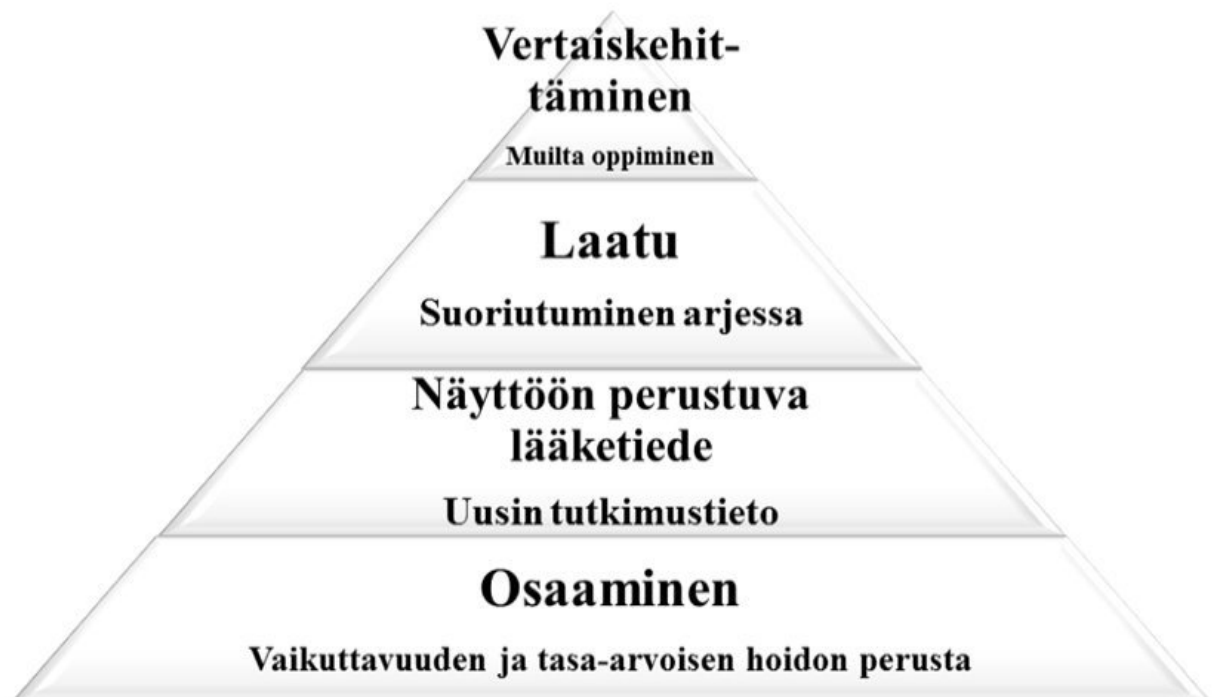 Vertaiskehit-
täminen
Muilta oppiminen
Laatu
Suoriutuminen arjessa
Näyttöön perustuva
lääketiede
Uusin tutkimustieto
Osaaminen
Vaikuttavuuden ja tasa-arvoisen hoidon perusta